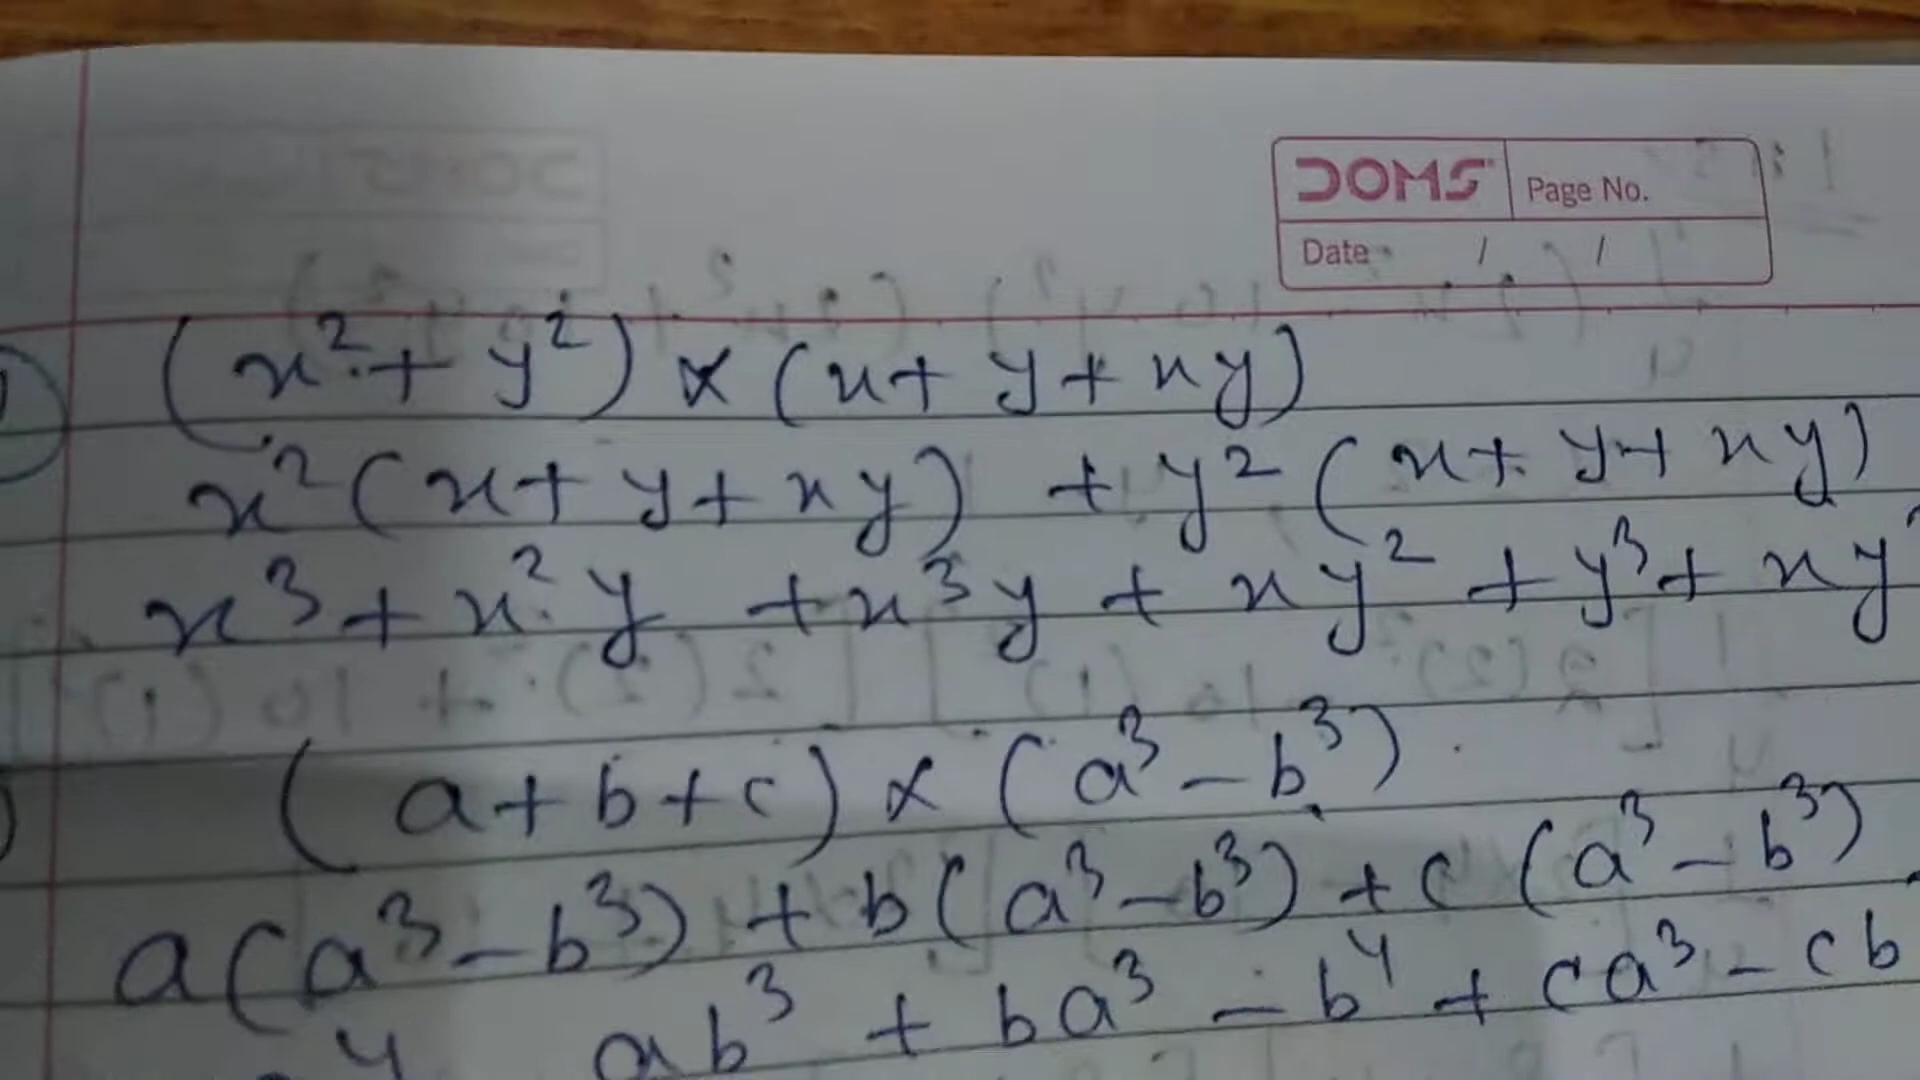 DOMS Page No.
Date / /
(x² + y²) × (x + y + xy)
x² (x + y + xy) + y² (x + y + xy)
x³ + x²y + x³y + xy² + y³ + xy
(a + b + c) × (a³ − b³)
a(a³ − b³) + b(a³ − b³) + c(a³ − b³)
4 ab³ + ba³ − b⁴ + ca³ − cb